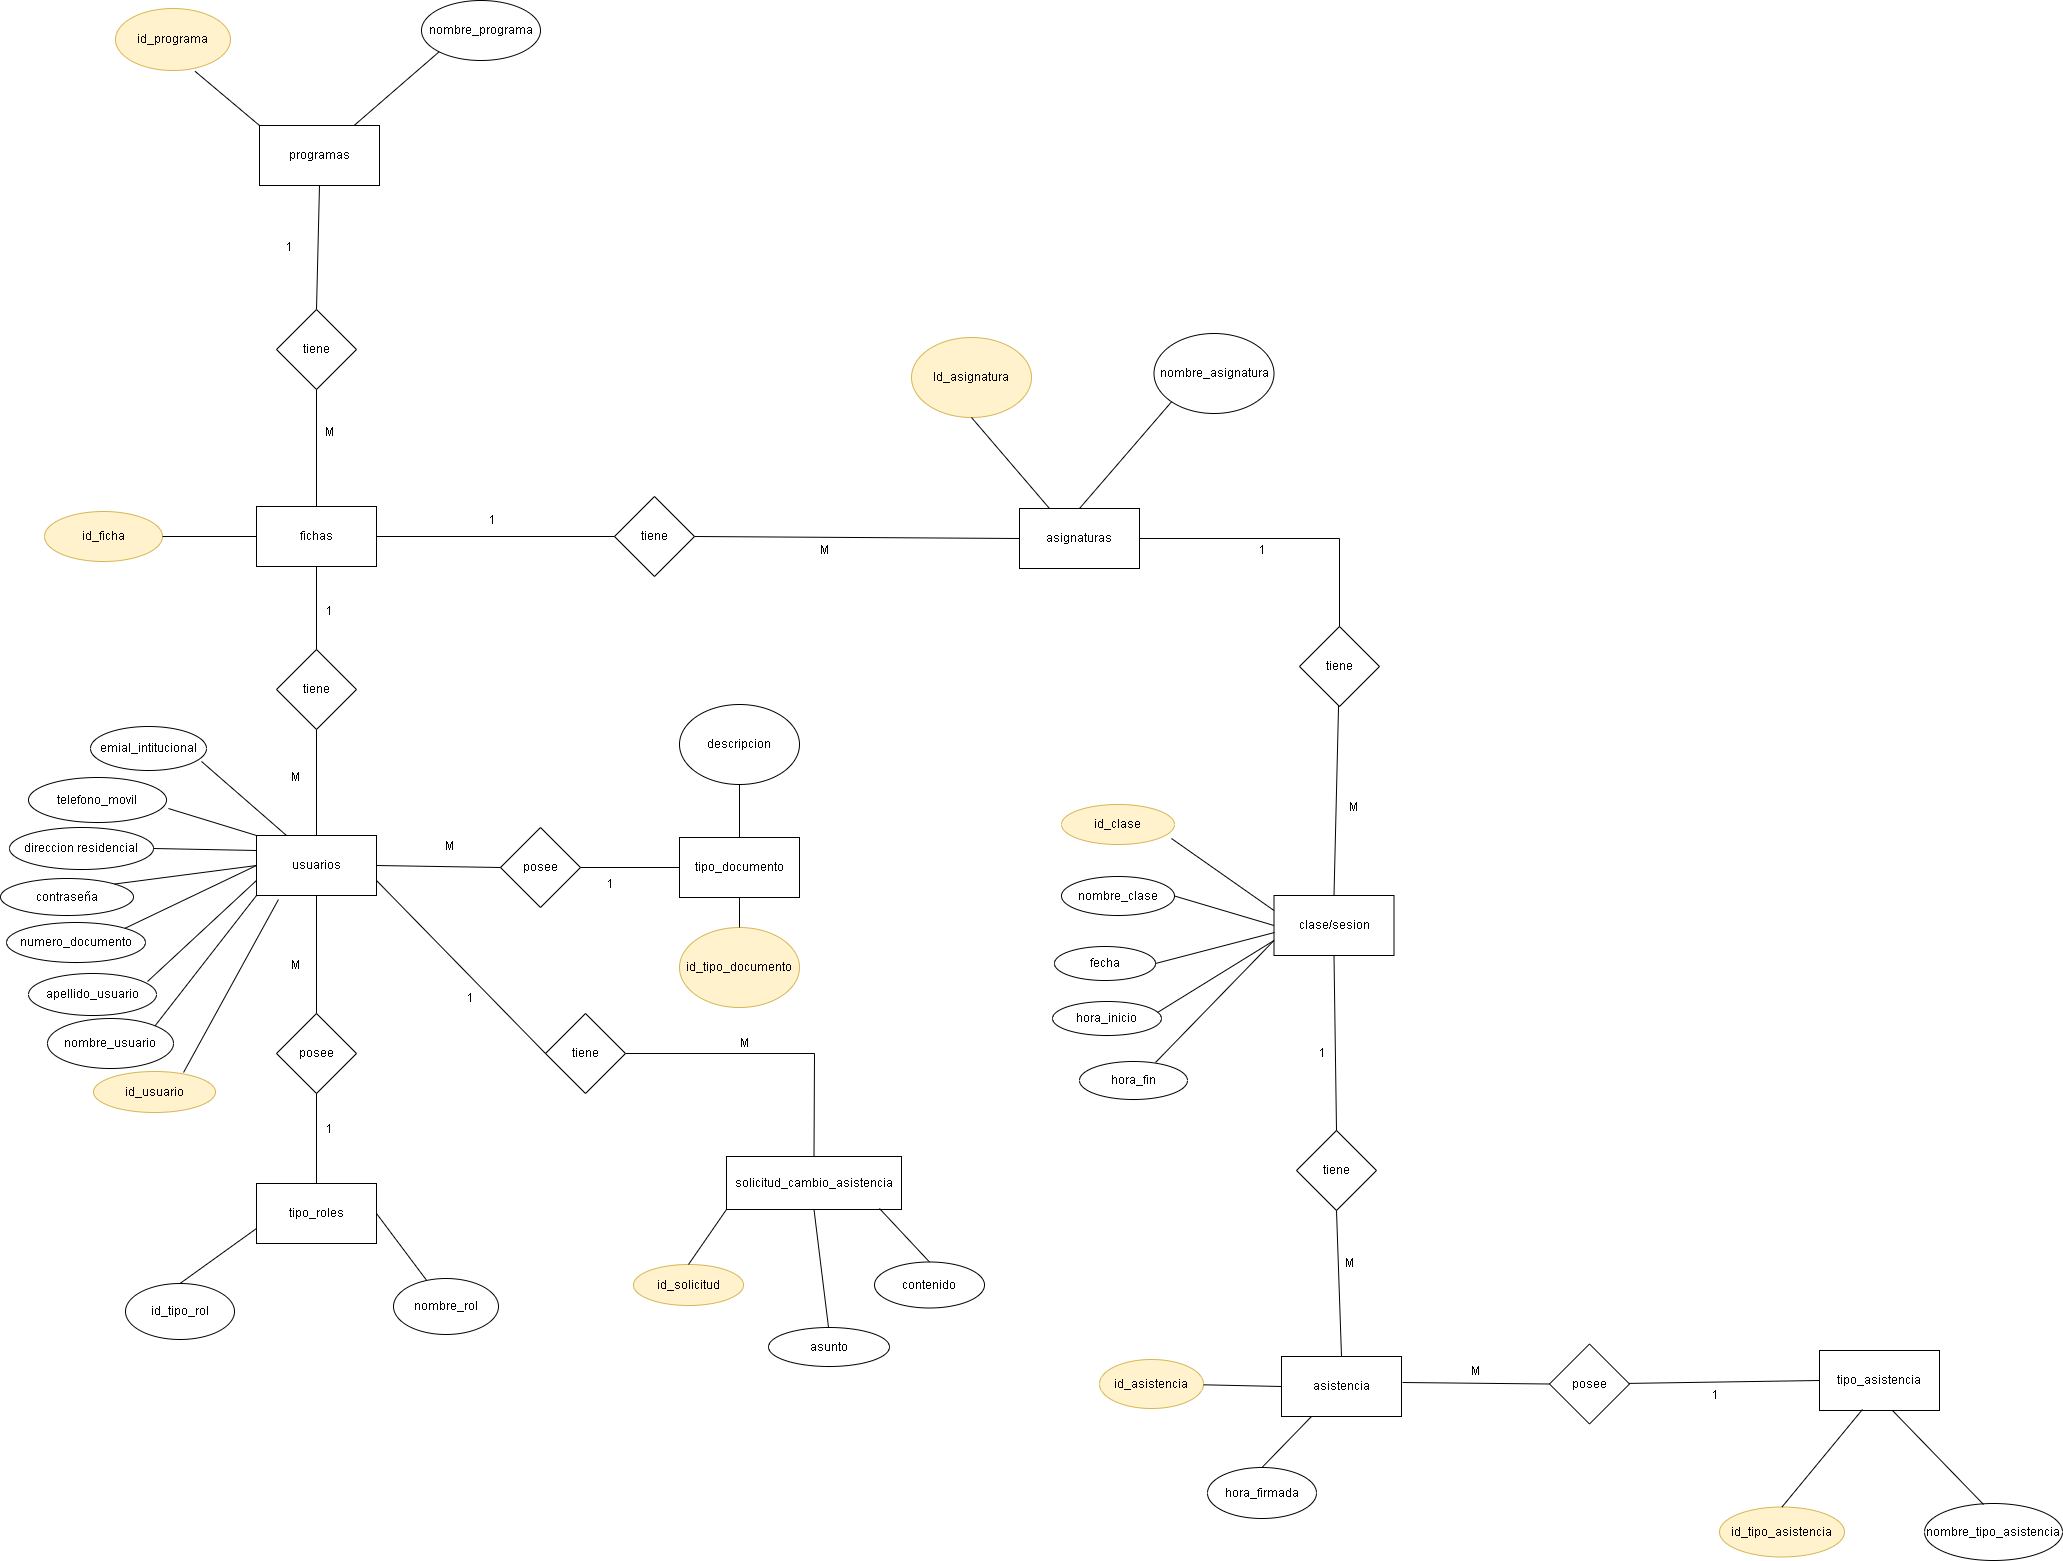 id_programa
nombre_programa
programas
1
tiene
M
Id_asignatura
nombre_asignatura
id_ficha
fichas
1
tiene
M
asignaturas
1
1
tiene
M
tiene
M
emial_intitucional
telefono_movil
direccion residencial
contraseña
numero_documento
apellido_usuario
nombre_usuario
id_usuario
usuarios
M
posee
1
descripcion
tipo_documento
id_tipo_documento
M
posee
1
tipo_roles
id_tipo_rol
nombre_rol
1
tiene
M
solicitud_cambio_asistencia
id_solicitud
asunto
contenido
id_clase
nombre_clase
fecha
hora_inicio
hora_fin
clase/sesion
1
tiene
M
id_asistencia
asistencia
hora_firmada
M
posee
1
tipo_asistencia
id_tipo_asistencia
nombre_tipo_asistencia